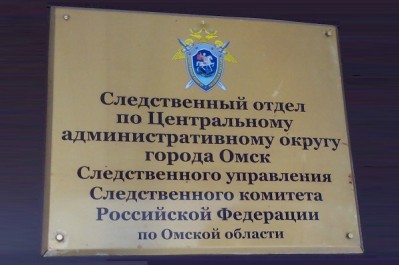 Следственный отдел
по Центральному
административному округу
города Омск
Следственного управления
Следственного комитета
Российской Федерации
по Омской области